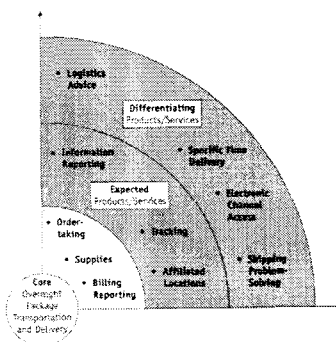 • Logistics
Advice
Differentiating
Products/Services
• Information
Reporting
• Specific Time
Delivery
Expected
Products/Services
• Electronic
Channel
Access
• Order-
taking
• Tracking
• Supplies
• Affiliated
Locations
• Shipping
Problem-
Solving
• Billing
Reporting
Core
Overnight
Package
Transportation
and Delivery